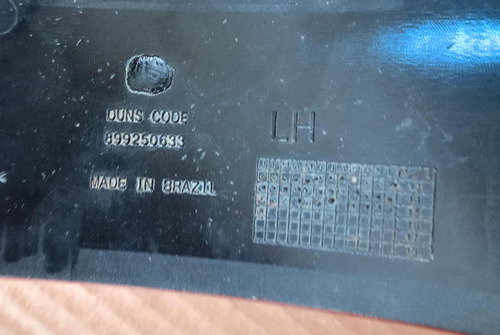 DUNS CODE
899250633
LH
MADE IN BRAZIL